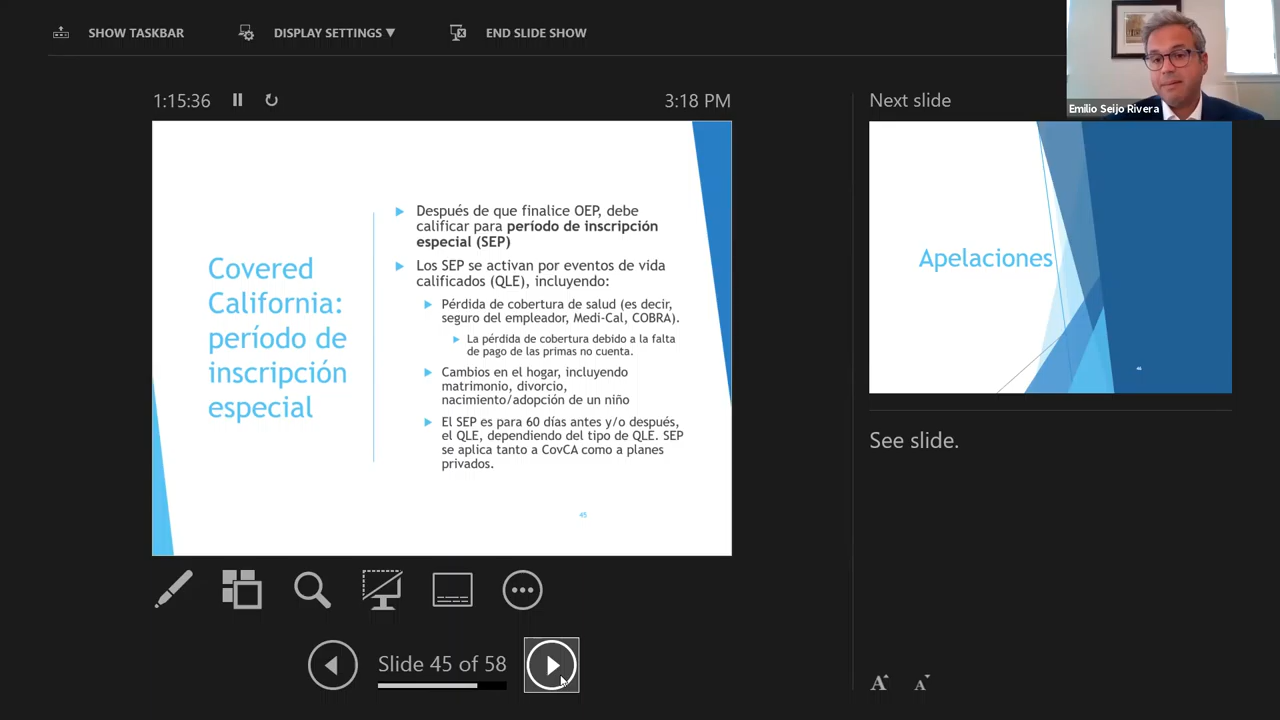 SHOW TASKBAR
DISPLAY SETTINGS ▼
END SLIDE SHOW
Emilio Seijo Rivera
1:15:36
3:18 PM
Covered
California:
período de
inscripción
especial
Después de que finalice OEP, debe
calificar para período de inscripción
especial (SEP)
Los SEP se activan por eventos de vida
calificados (QLE), incluyendo:
Pérdida de cobertura de salud (es decir,
seguro del empleador, Medi-Cal, COBRA).
La pérdida de cobertura debido a la falta
de pago de las primas no cuenta.
Cambios en el hogar, incluyendo
matrimonio, divorcio,
nacimiento/adopción de un niño
El SEP es para 60 días antes y/o después,
el QLE, dependiendo del tipo de QLE. SEP
se aplica tanto a CovCA como a planes
privados.
45
Slide 45 of 58
Next slide
Apelaciones
46
See slide.
A A